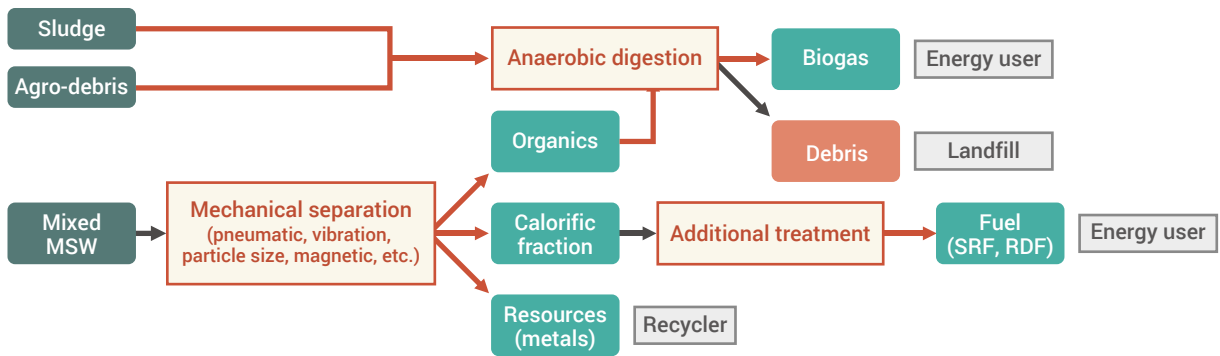 Sludge
Agro-debris
Anaerobic digestion
Biogas
Energy user
Organics
Debris
Landfill
Mixed
MSW
Mechanical separation
(pneumatic, vibration,
particle size, magnetic, etc.)
Calorific
fraction
Additional treatment
Fuel
(SRF, RDF)
Energy user
Resources
(metals)
Recycler